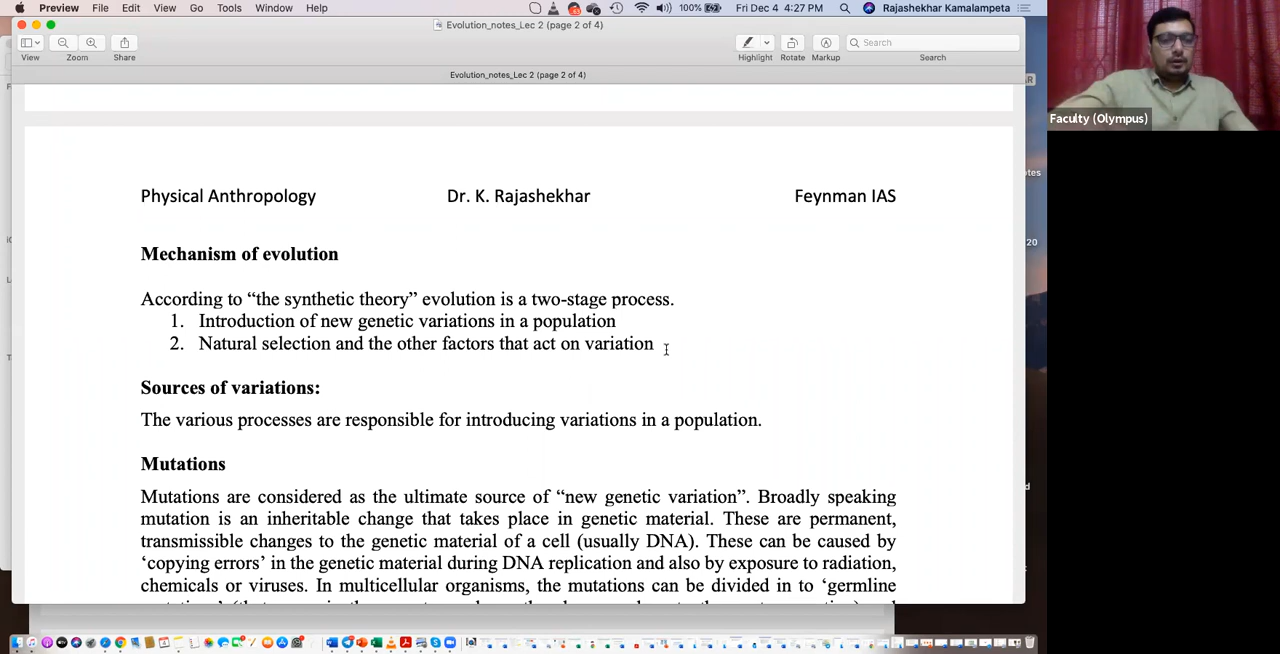 Preview File Edit View Go Tools Window Help 100% Fri Dec 4 4:27 PM Rajashekhar Kamalampeta
Evolution_notes_Lec 2 (page 2 of 4)
View Zoom Share Highlight Rotate Markup Search
Search
Evolution_notes_Lec 2 (page 2 of 4)
Faculty (Olympus)
Physical Anthropology Dr. K. Rajashekhar Feynman IAS
Mechanism of evolution
According to “the synthetic theory” evolution is a two-stage process.
1. Introduction of new genetic variations in a population
2. Natural selection and the other factors that act on variation
Sources of variations:
The various processes are responsible for introducing variations in a population.
Mutations
Mutations are considered as the ultimate source of “new genetic variation”. Broadly speaking
mutation is an inheritable change that takes place in genetic material. These are permanent,
transmissible changes to the genetic material of a cell (usually DNA). These can be caused by
‘copying errors’ in the genetic material during DNA replication and also by exposure to radiation,
chemicals or viruses. In multicellular organisms, the mutations can be divided in to ‘germline